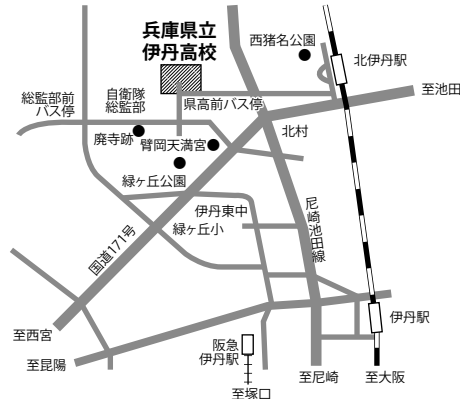 兵庫県立
伊丹高校
西猪名公園
北伊丹駅
至池田
総監部前
バス停
自衛隊
総監部
県高前バス停
廃寺跡
臂岡天満宮
北村
緑ヶ丘公園
伊丹東中
緑ヶ丘小
尼崎池田線
国道171号
至西宮
至昆陽
阪急
伊丹駅
伊丹駅
至塚口
至尼崎
至大阪